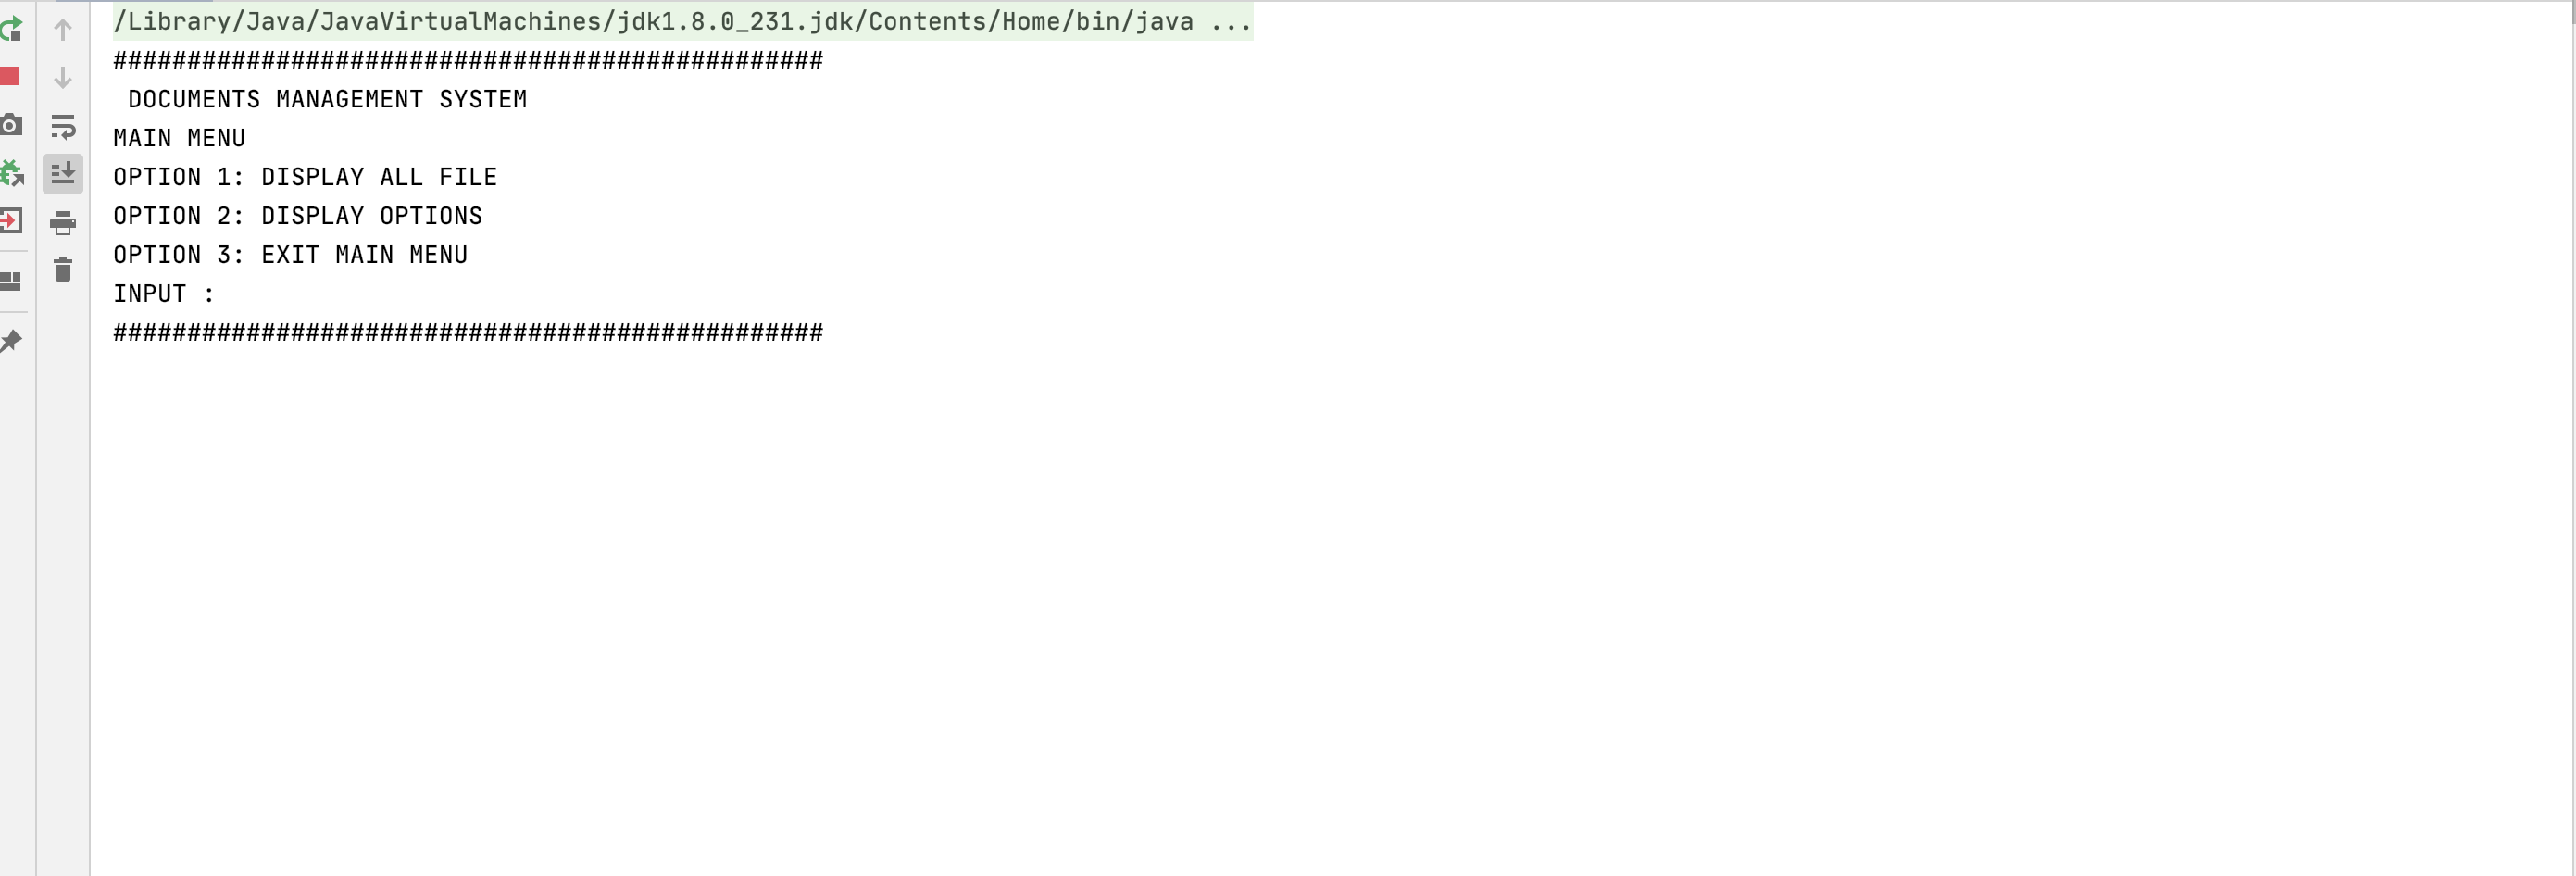 /Library/Java/JavaVirtualMachines/jdk1.8.0_231.jdk/Contents/Home/bin/java ...
################################################
 DOCUMENTS MANAGEMENT SYSTEM
MAIN MENU
OPTION 1: DISPLAY ALL FILE
OPTION 2: DISPLAY OPTIONS
OPTION 3: EXIT MAIN MENU
INPUT :
################################################